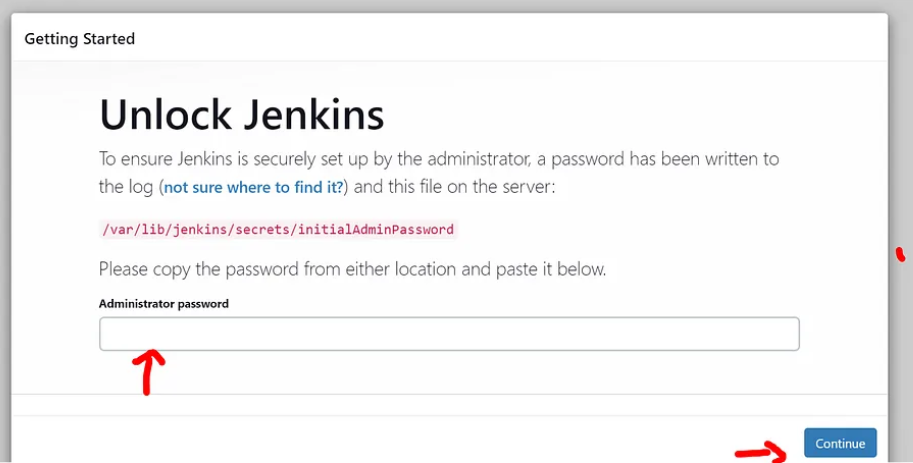 Getting Started
Unlock Jenkins
To ensure Jenkins is securely set up by the administrator, a password has been written to
the log (not sure where to find it?) and this file on the server:
/var/lib/jenkins/secrets/initialAdminPassword
Please copy the password from either location and paste it below.
Administrator password
Continue